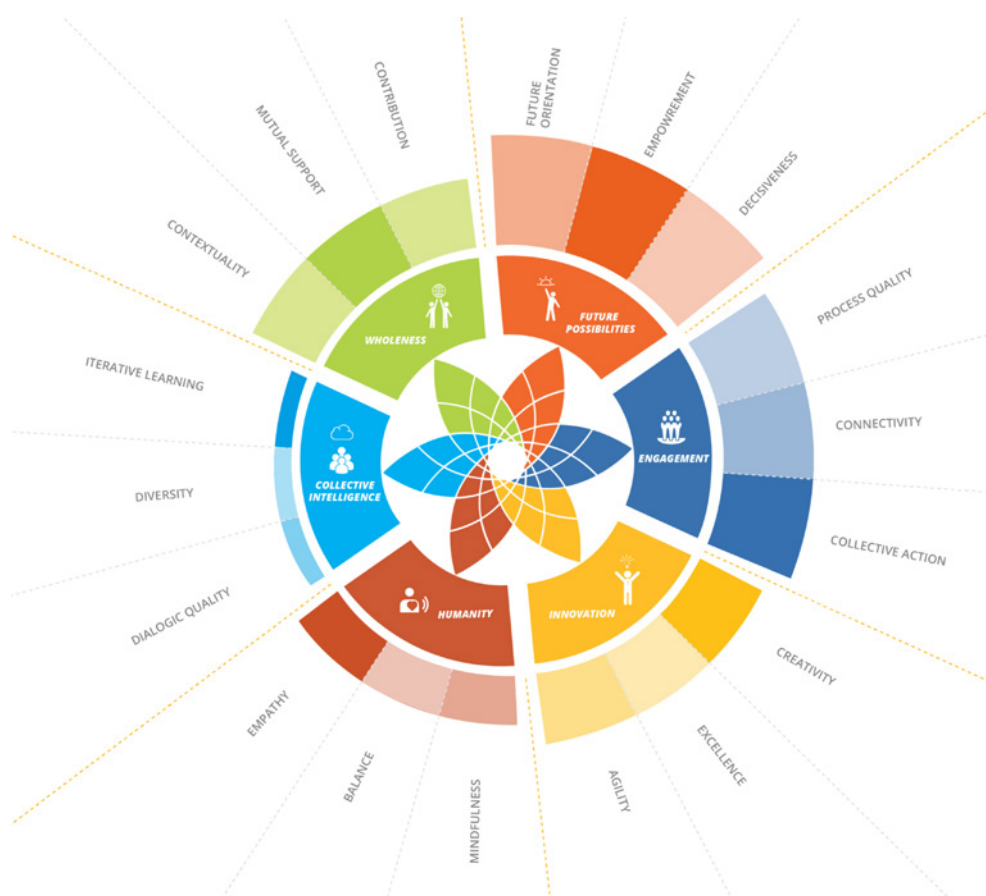 FUTURE
ORIENTATION
EMPOWREMENT
DECISIVENESS
PROCESS QUALITY
CONNECTIVITY
COLLECTIVE ACTION
CREATIVITY
EXCELLENCE
AGILITY
MINDFULNESS
BALANCE
EMPATHY
DIALOGIC QUALITY
DIVERSITY
ITERATIVE LEARNING
CONTEXTUALITY
MUTUAL SUPPORT
CONTRIBUTION
FUTURE
POSSIBILITIES
ENGAGEMENT
INNOVATION
HUMANITY
COLLECTIVE
INTELLIGENCE
WHOLENESS